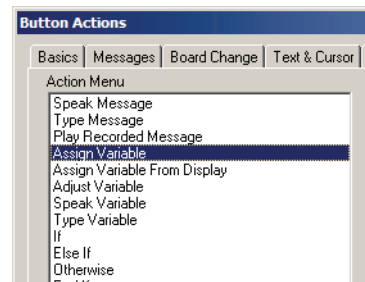 Button Actions
Basics Messages Board Change Text & Cursor
Action Menu
Speak Message
Type Message
Play Recorded Message
Assign Variable
Assign Variable From Display
Adjust Variable
Speak Variable
Type Variable
If
Else If
Otherwise